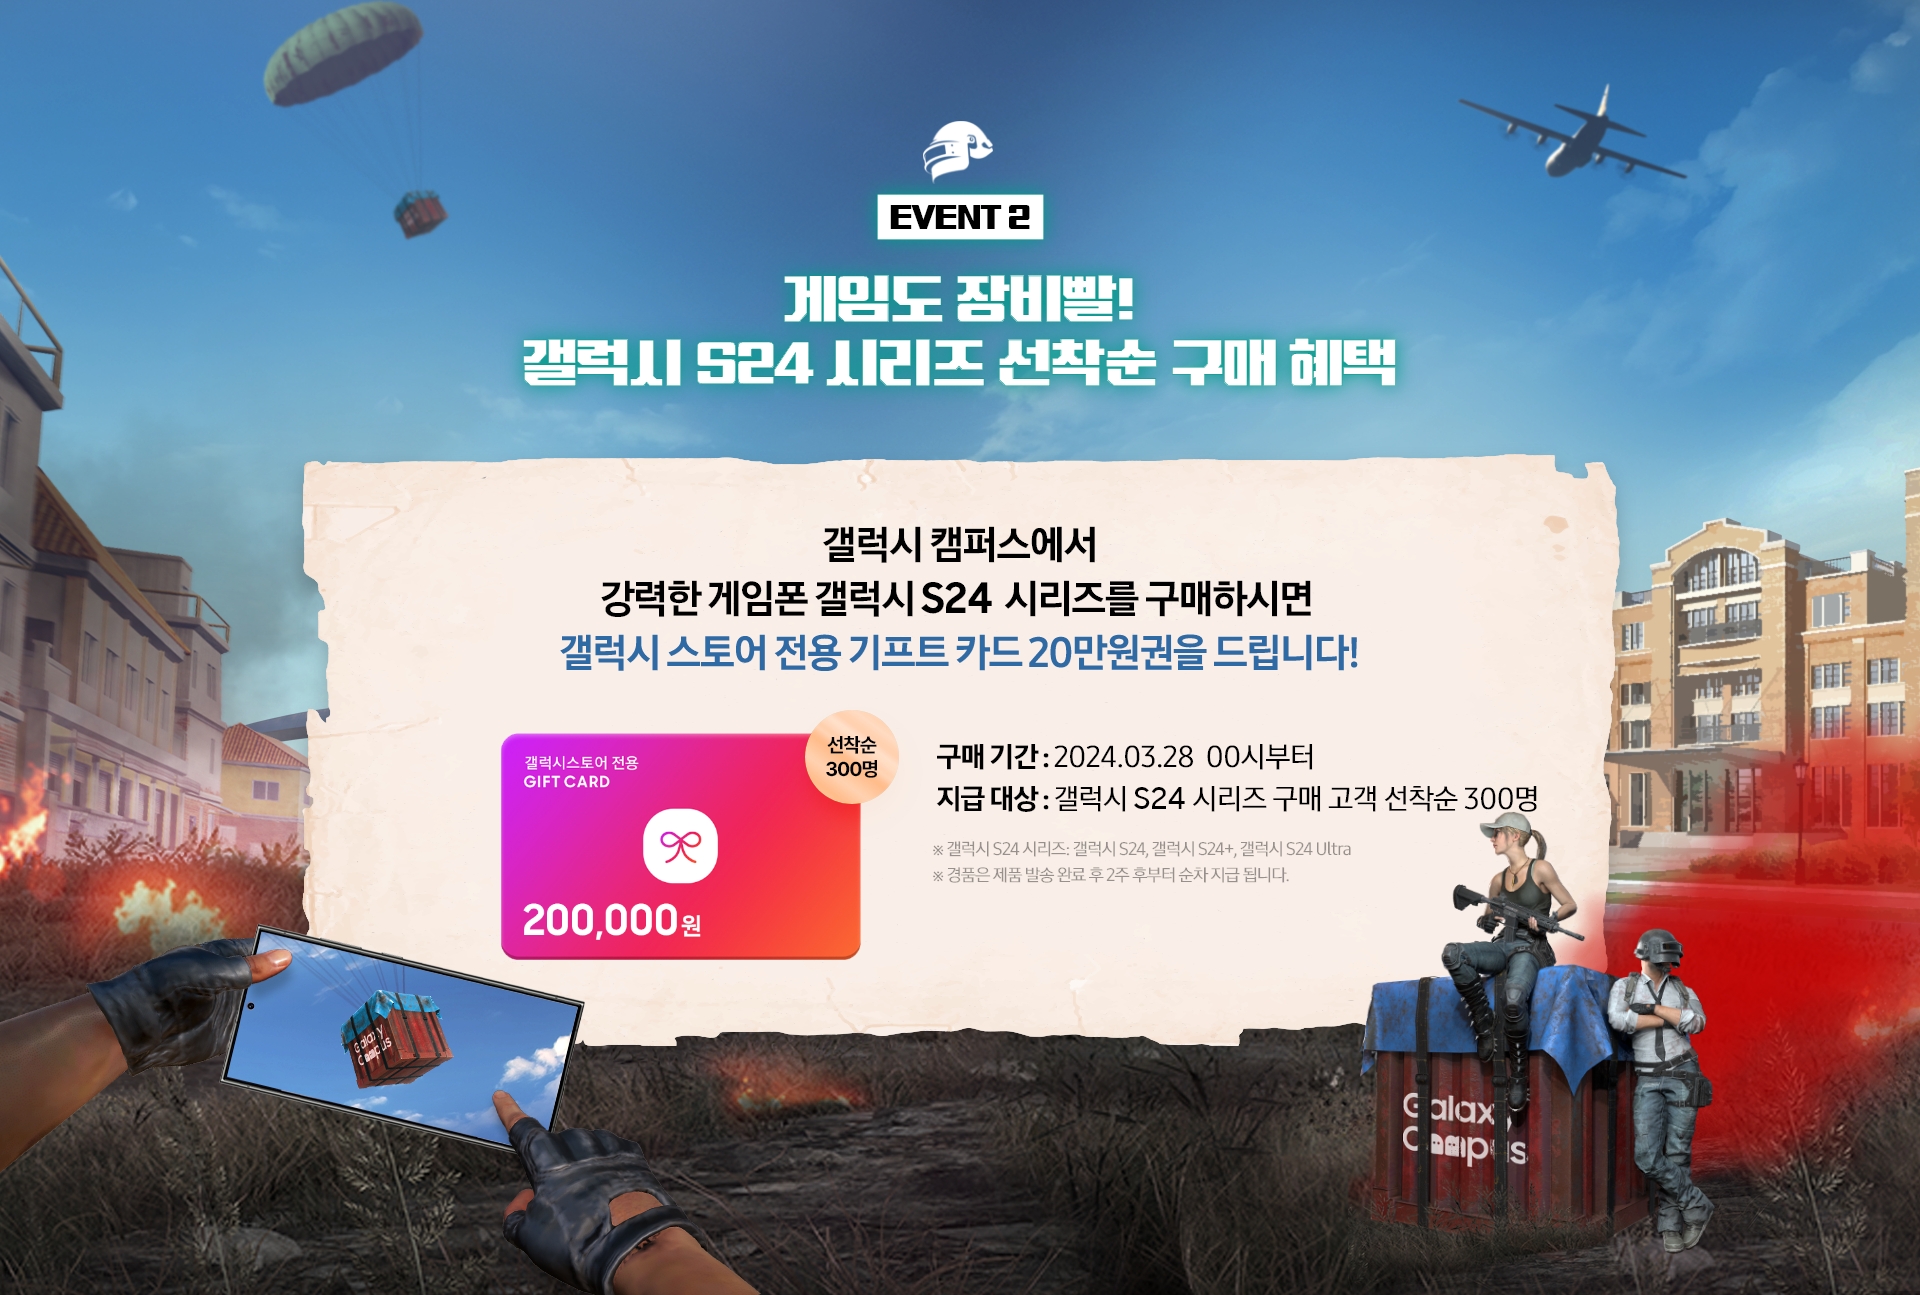 EVENT 2
게임도 장비빨!
갤럭시 S24 시리즈 선착순 구매 혜택
갤럭시 캠퍼스에서
강력한 게임폰 갤럭시 S24 시리즈를 구매하시면
갤럭시 스토어 전용 기프트 카드 20만원권을 드립니다!
갤럭시스토어 전용
GIFT CARD
200,000원
선착순
300명
구매 기간 : 2024.03.28 00시부터
지급 대상 : 갤럭시 S24 시리즈 구매 고객 선착순 300명
※ 갤럭시 S24 시리즈: 갤럭시 S24, 갤럭시 S24+, 갤럭시 S24 Ultra
※ 경품은 제품 발송 완료 후 2주 후부터 순차 지급 됩니다.
Galaxy
Campus
Galaxy
Campus